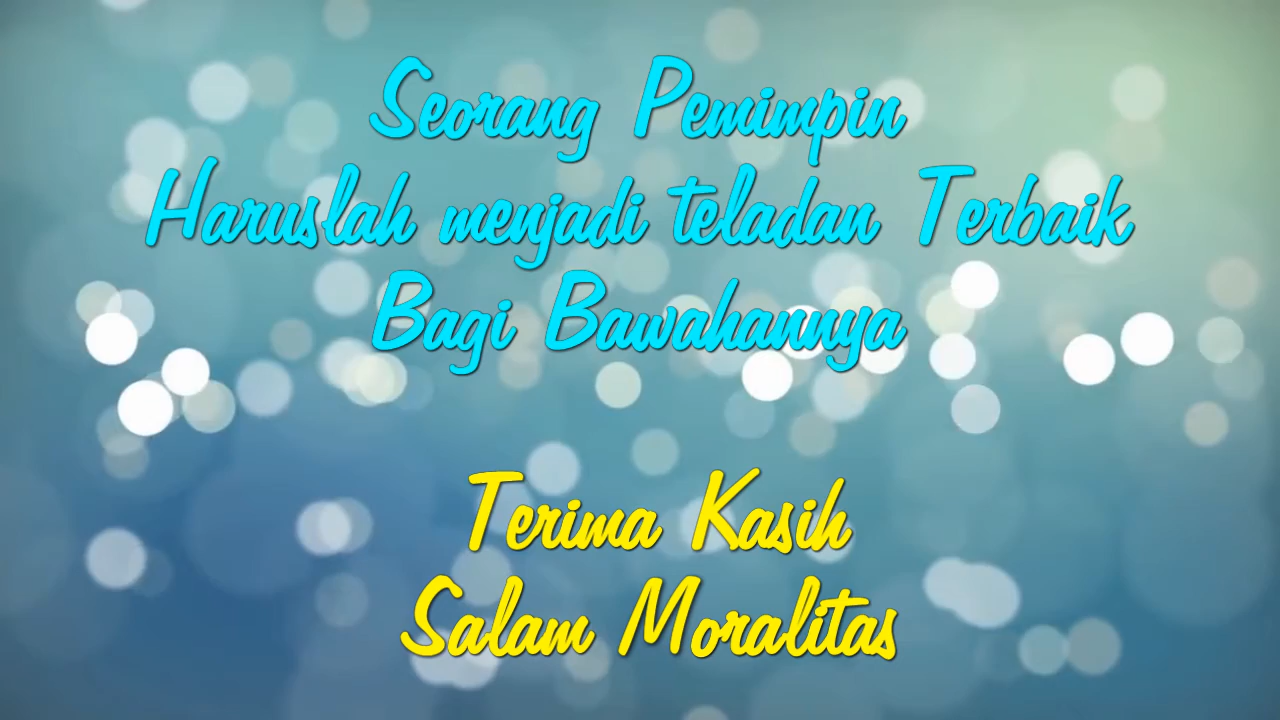 Seorang Pemimpin
Haruslah menjadi teladan Terbaik
Bagi Bawahannya
Terima Kasih
Salam Moralitas